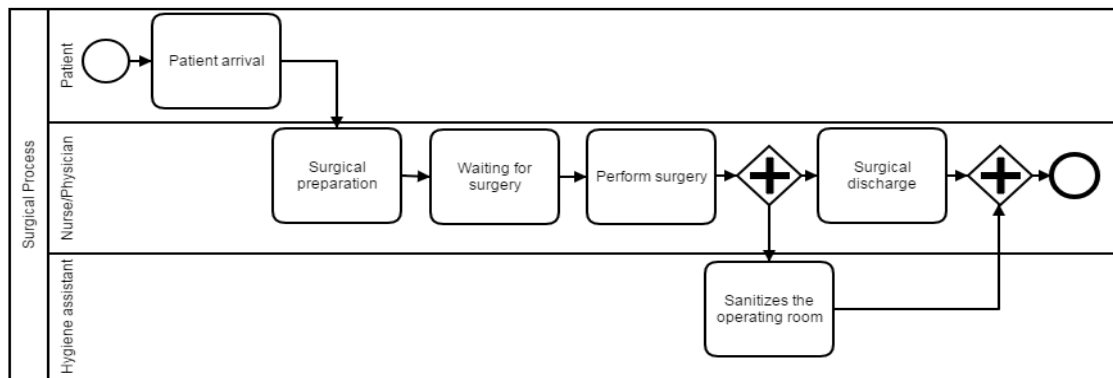 Surgical Process
Patient
Patient arrival
Nurse/Physician
Surgical
preparation
Waiting for
surgery
Perform surgery
Surgical
discharge
Hygiene assistant
Sanitizes the
operating room